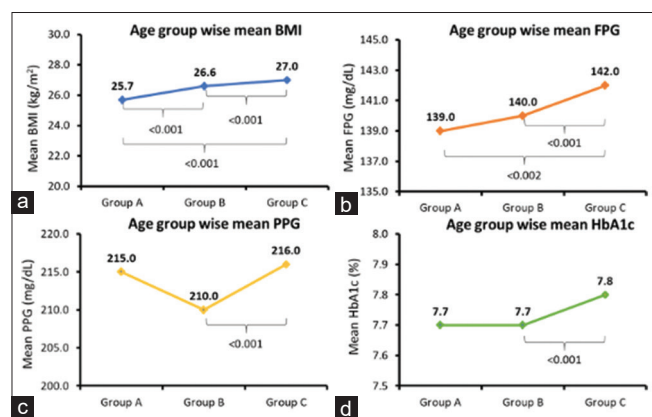 Age group wise mean BMI
30.0
28.0
26.0
24.0
22.0
20.0
Mean BMI (kg/m²)
25.7
26.6
27.0
<0.001
<0.001
<0.001
Group A
Group B
Group C
a
Age group wise mean FPG
145.0
143.0
141.0
139.0
137.0
135.0
Mean FPG (mg/dL)
139.0
140.0
142.0
<0.001
<0.002
Group A
Group B
Group C
b
Age group wise mean PPG
220.0
215.0
210.0
205.0
200.0
Mean PPG (mg/dL)
215.0
210.0
216.0
<0.001
Group A
Group B
Group C
c
Age group wise mean HbA1c
8.0
7.9
7.8
7.7
7.6
7.5
Mean HbA1c (%)
7.7
7.7
7.8
<0.001
Group A
Group B
Group C
d